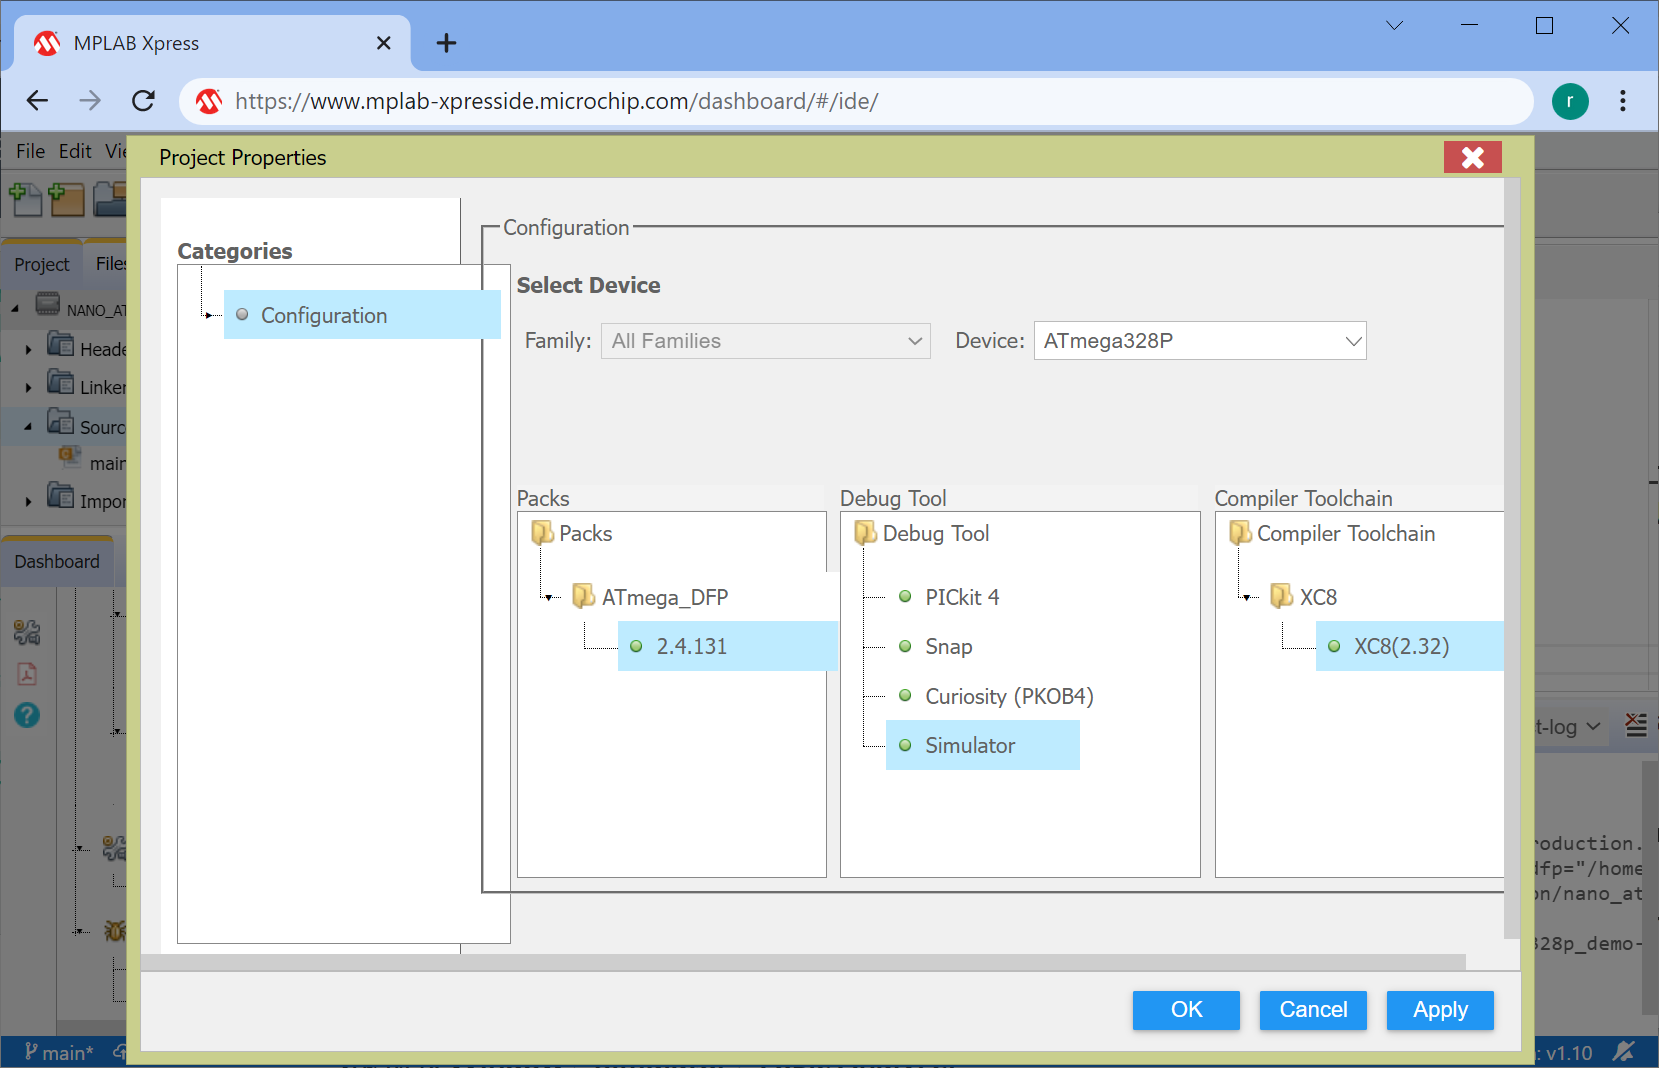 MPLAB Xpress
https://www.mplab-xpresside.microchip.com/dashboard/#/ide/
r
File Edit Vie
Project Properties
Project Files
NANO_AT
Heade
Linker
Sourc
main
Impor
Dashboard
Categories
Configuration
Configuration
Select Device
Family: All Families Device: ATmega328P
Packs
Packs
ATmega_DFP
2.4.131
Debug Tool
Debug Tool
PICkit 4
Snap
Curiosity (PKOB4)
Simulator
Compiler Toolchain
Compiler Toolchain
XC8
XC8(2.32)
t-log
roduction.
dfp="/home
on/nano_at
328p_demo-
OK Cancel Apply
main*
: v1.10